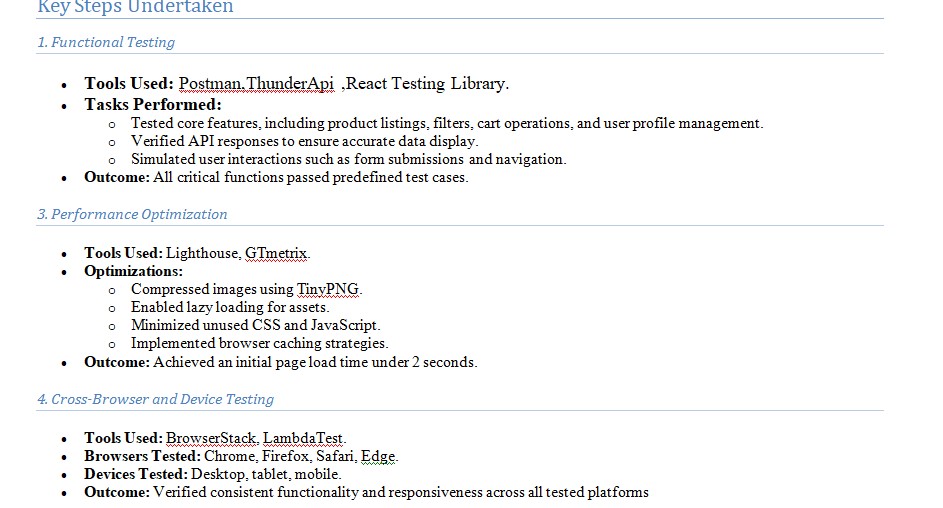 Key Steps Undertaken
1. Functional Testing
• Tools Used: Postman,ThunderApi ,React Testing Library.
• Tasks Performed:
o Tested core features, including product listings, filters, cart operations, and user profile management.
o Verified API responses to ensure accurate data display.
o Simulated user interactions such as form submissions and navigation.
• Outcome: All critical functions passed predefined test cases.
3. Performance Optimization
• Tools Used: Lighthouse, GTmetrix.
• Optimizations:
o Compressed images using TinyPNG.
o Enabled lazy loading for assets.
o Minimized unused CSS and JavaScript.
o Implemented browser caching strategies.
• Outcome: Achieved an initial page load time under 2 seconds.
4. Cross-Browser and Device Testing
• Tools Used: BrowserStack, LambdaTest.
• Browsers Tested: Chrome, Firefox, Safari, Edge.
• Devices Tested: Desktop, tablet, mobile.
• Outcome: Verified consistent functionality and responsiveness across all tested platforms